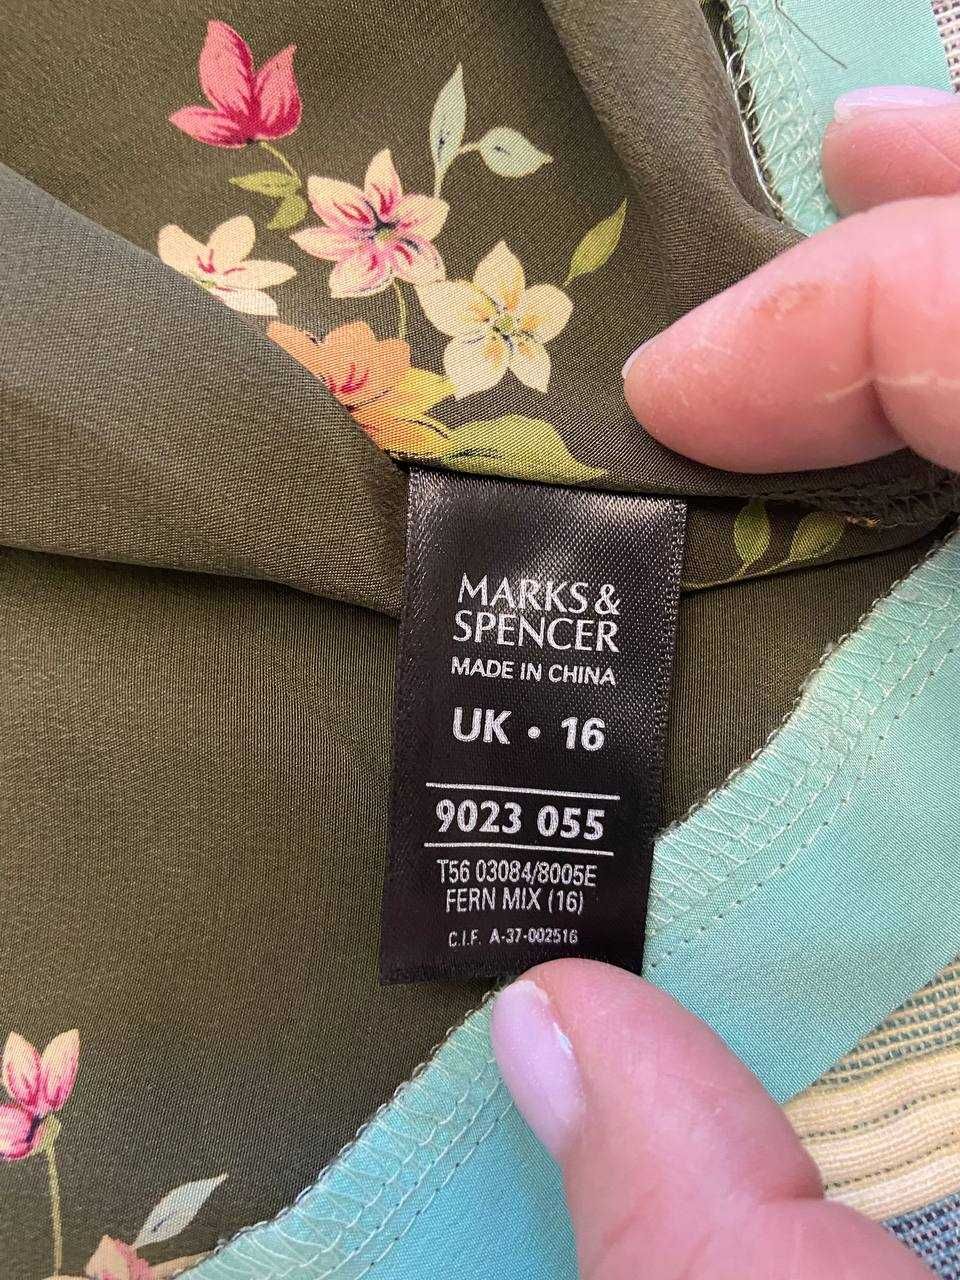 MARKS &
SPENCER
MADE IN CHINA
UK • 16
9023 055
T56 03084/8005E
FERN MIX (16)
C.I.F. A-37-002516